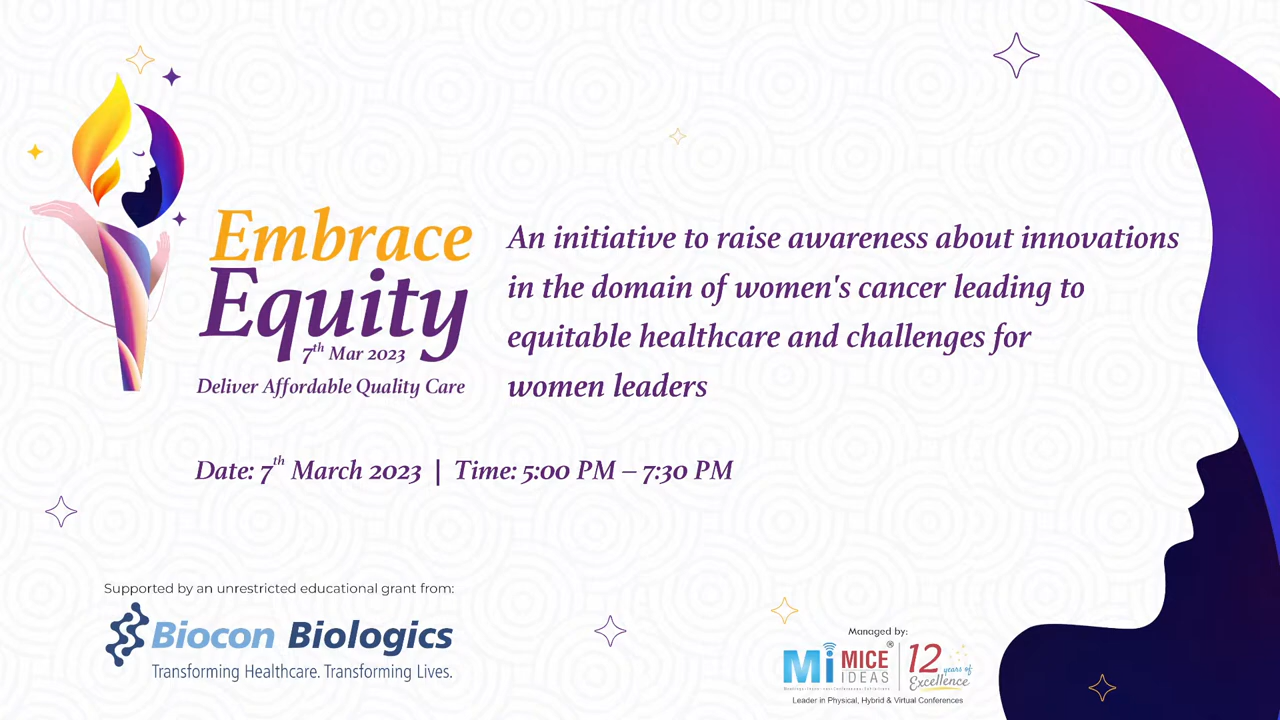 Embrace
Equity
7th Mar 2023
Deliver Affordable Quality Care
An initiative to raise awareness about innovations
in the domain of women's cancer leading to
equitable healthcare and challenges for
women leaders
Date: 7th March 2023 | Time: 5:00 PM – 7:30 PM
Supported by an unrestricted educational grant from:
Biocon Biologics
Transforming Healthcare. Transforming Lives.
Managed by:
Mi MICE IDEAS ®
12 years of Excellence
Leader in Physical, Hybrid & Virtual Conferences